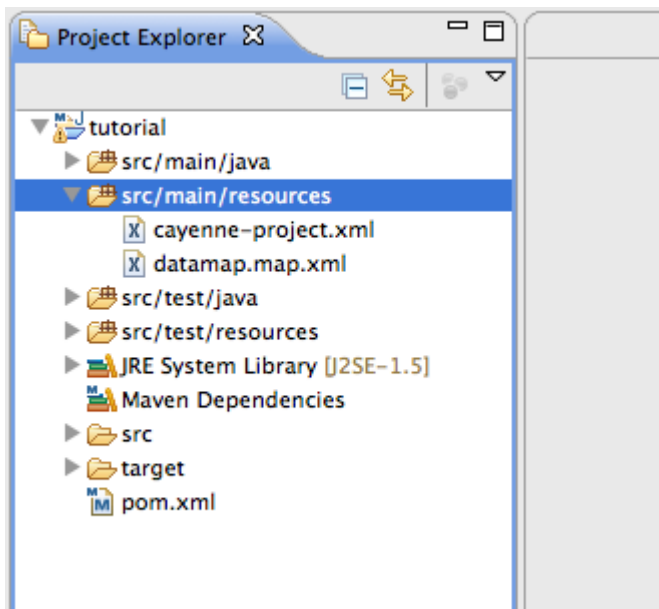 Project Explorer
tutorial
src/main/java
src/main/resources
cayenne-project.xml
datamap.map.xml
src/test/java
src/test/resources
JRE System Library [J2SE-1.5]
Maven Dependencies
src
target
pom.xml